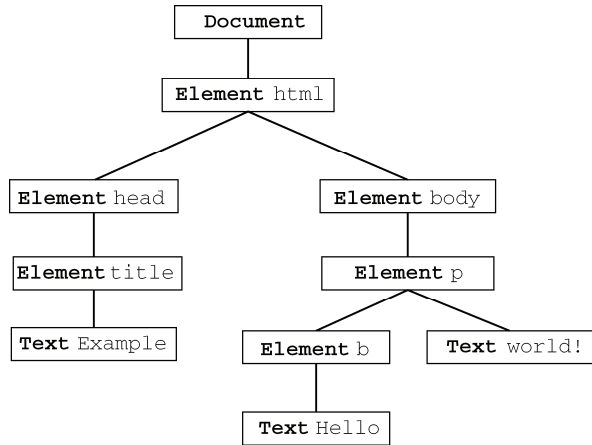 Document
Element html
Element head
Element body
Element title
Element p
Text Example
Element b
Text world!
Text Hello